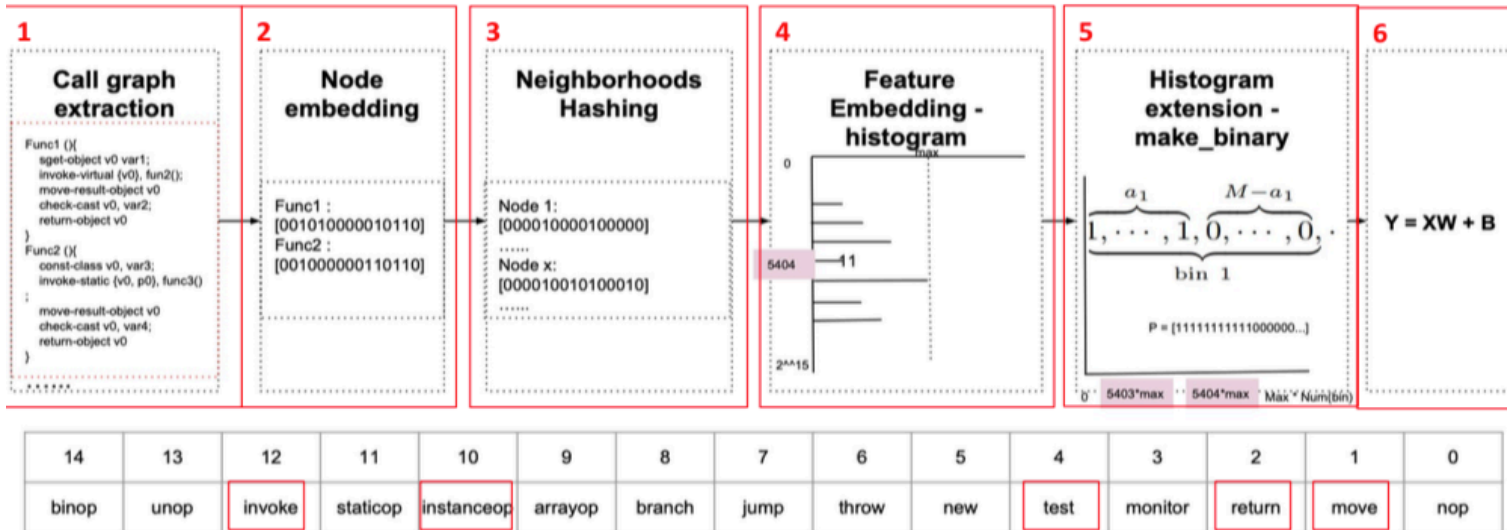 1
Call graph
extraction
Func1 (){
sget-object v0 var1;
invoke-virtual {v0}, fun2();
move-result-object v0
check-cast v0, var2;
return-object v0
}
Func2 (){
const-class v0, var3;
invoke-static {v0, p0}, func3()
;
move-result-object v0
check-cast v0, var4;
return-object v0
}
......
2
Node
embedding
Func1 :
[001010000010110]
Func2 :
[001000000110110]
3
Neighborhoods
Hashing
Node 1:
[000010000100000]
......
Node x:
[000010010100010]
......
4
Feature
Embedding -
histogram
max
0
11
5404
2^^15
5
Histogram
extension -
make_binary
a₁ M−a₁
1, ··· , 1, 0, ··· , 0, .
bin 1
P = [11111111111000000...]
0 5403*max 5404*max Max * Num(bin)
6
Y = XW + B
14 13 12 11 10 9 8 7 6 5 4 3 2 1 0
binop unop invoke staticop instanceop arrayop branch jump throw new test monitor return move nop